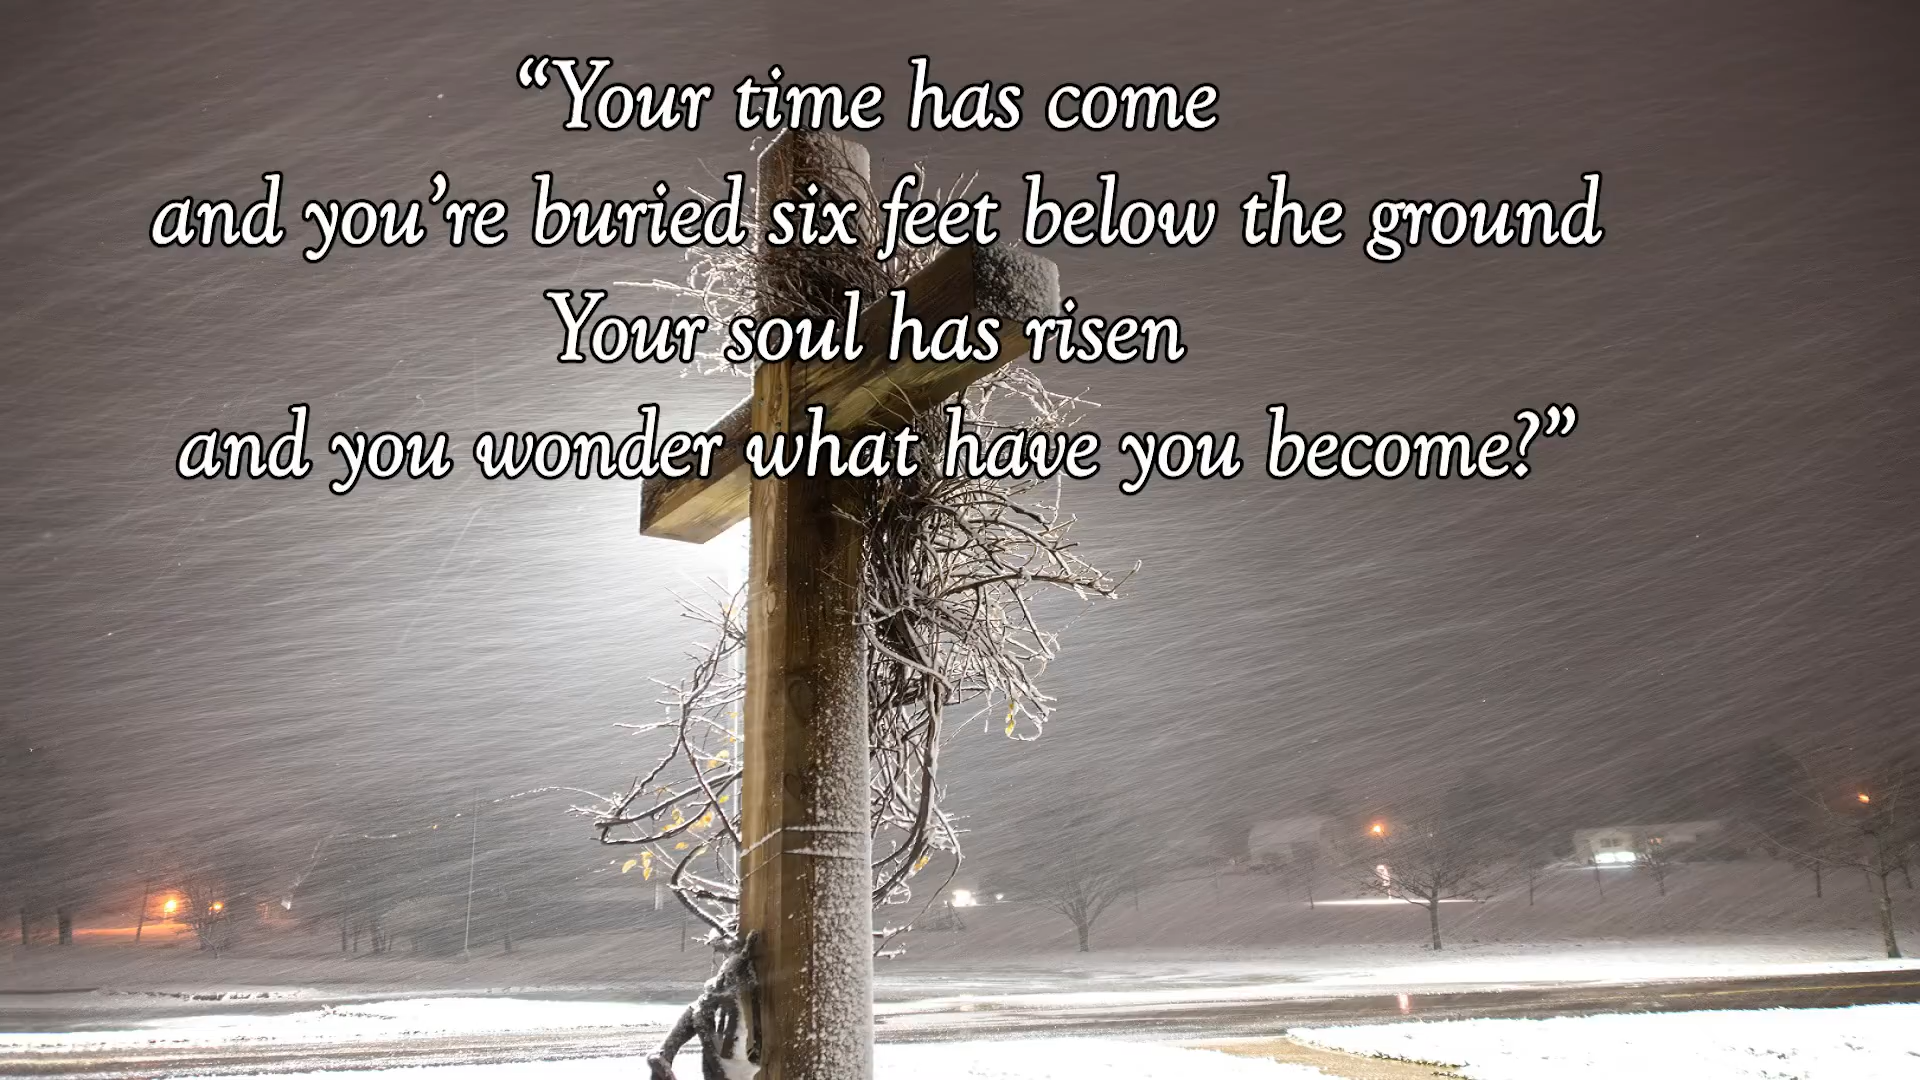 “Your time has come
and you’re buried six feet below the ground
Your soul has risen
and you wonder what have you become?”